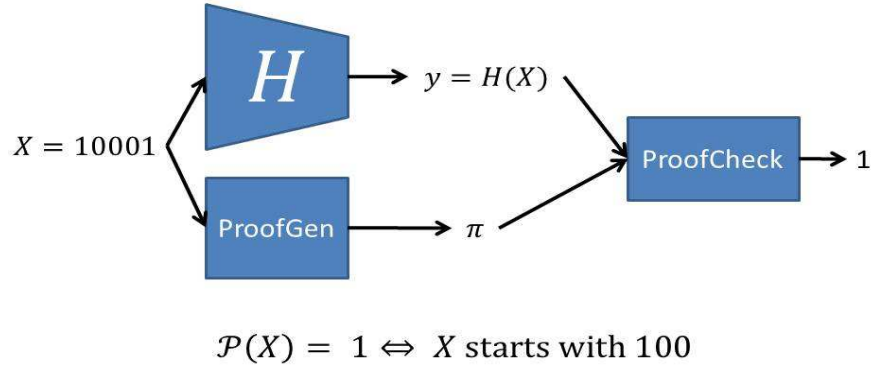 H
y = H(X)
X = 10001
ProofCheck
1
ProofGen
π
𝒫(X) = 1 ⇔ X starts with 100